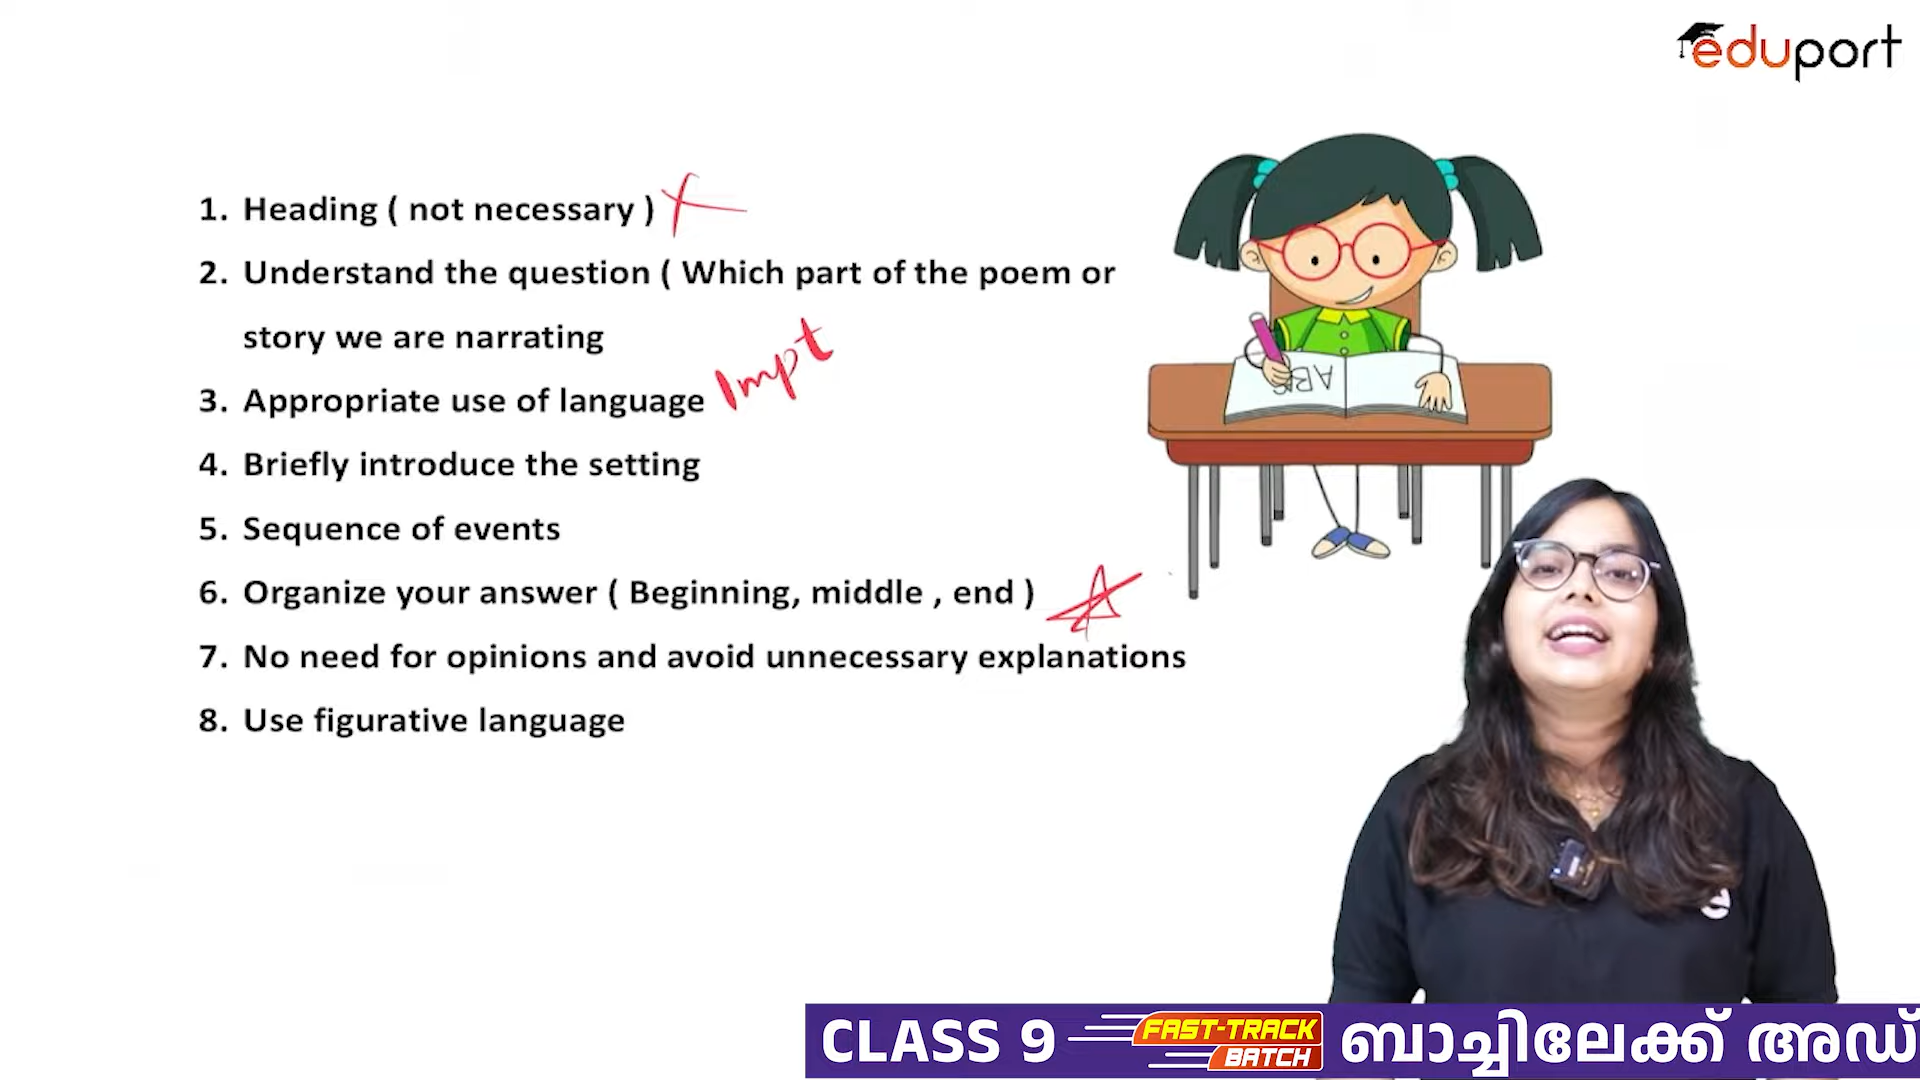 eduport
1. Heading ( not necessary ) X
2. Understand the question ( Which part of the poem or
story we are narrating
Impt
3. Appropriate use of language
4. Briefly introduce the setting
5. Sequence of events
6. Organize your answer ( Beginning, middle , end )
7. No need for opinions and avoid unnecessary explanations
8. Use figurative language
e
CLASS 9 FAST-TRACK BATCH ബാച്ചിലേക്ക് അഡ്